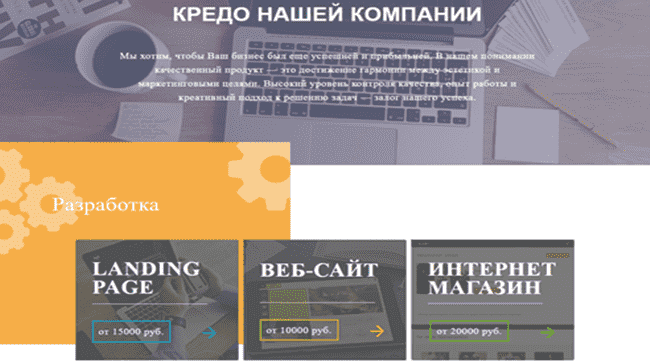 КРЕДО НАШЕЙ КОМПАНИИ
Мы хотим, чтобы Ваш бизнес был еще успешней и прибыльней. В нашем понимании
качественный продукт — это достижение гармонии между эстетикой и
маркетинговыми целями. Высокий уровень контроля качества, опыт работы и
креативный подход к решению задач — залог нашего успеха.
Разработка
LANDING
PAGE
от 15000 руб.
ВЕБ-САЙТ
от 10000 руб.
ИНТЕРНЕТ
МАГАЗИН
от 20000 руб.